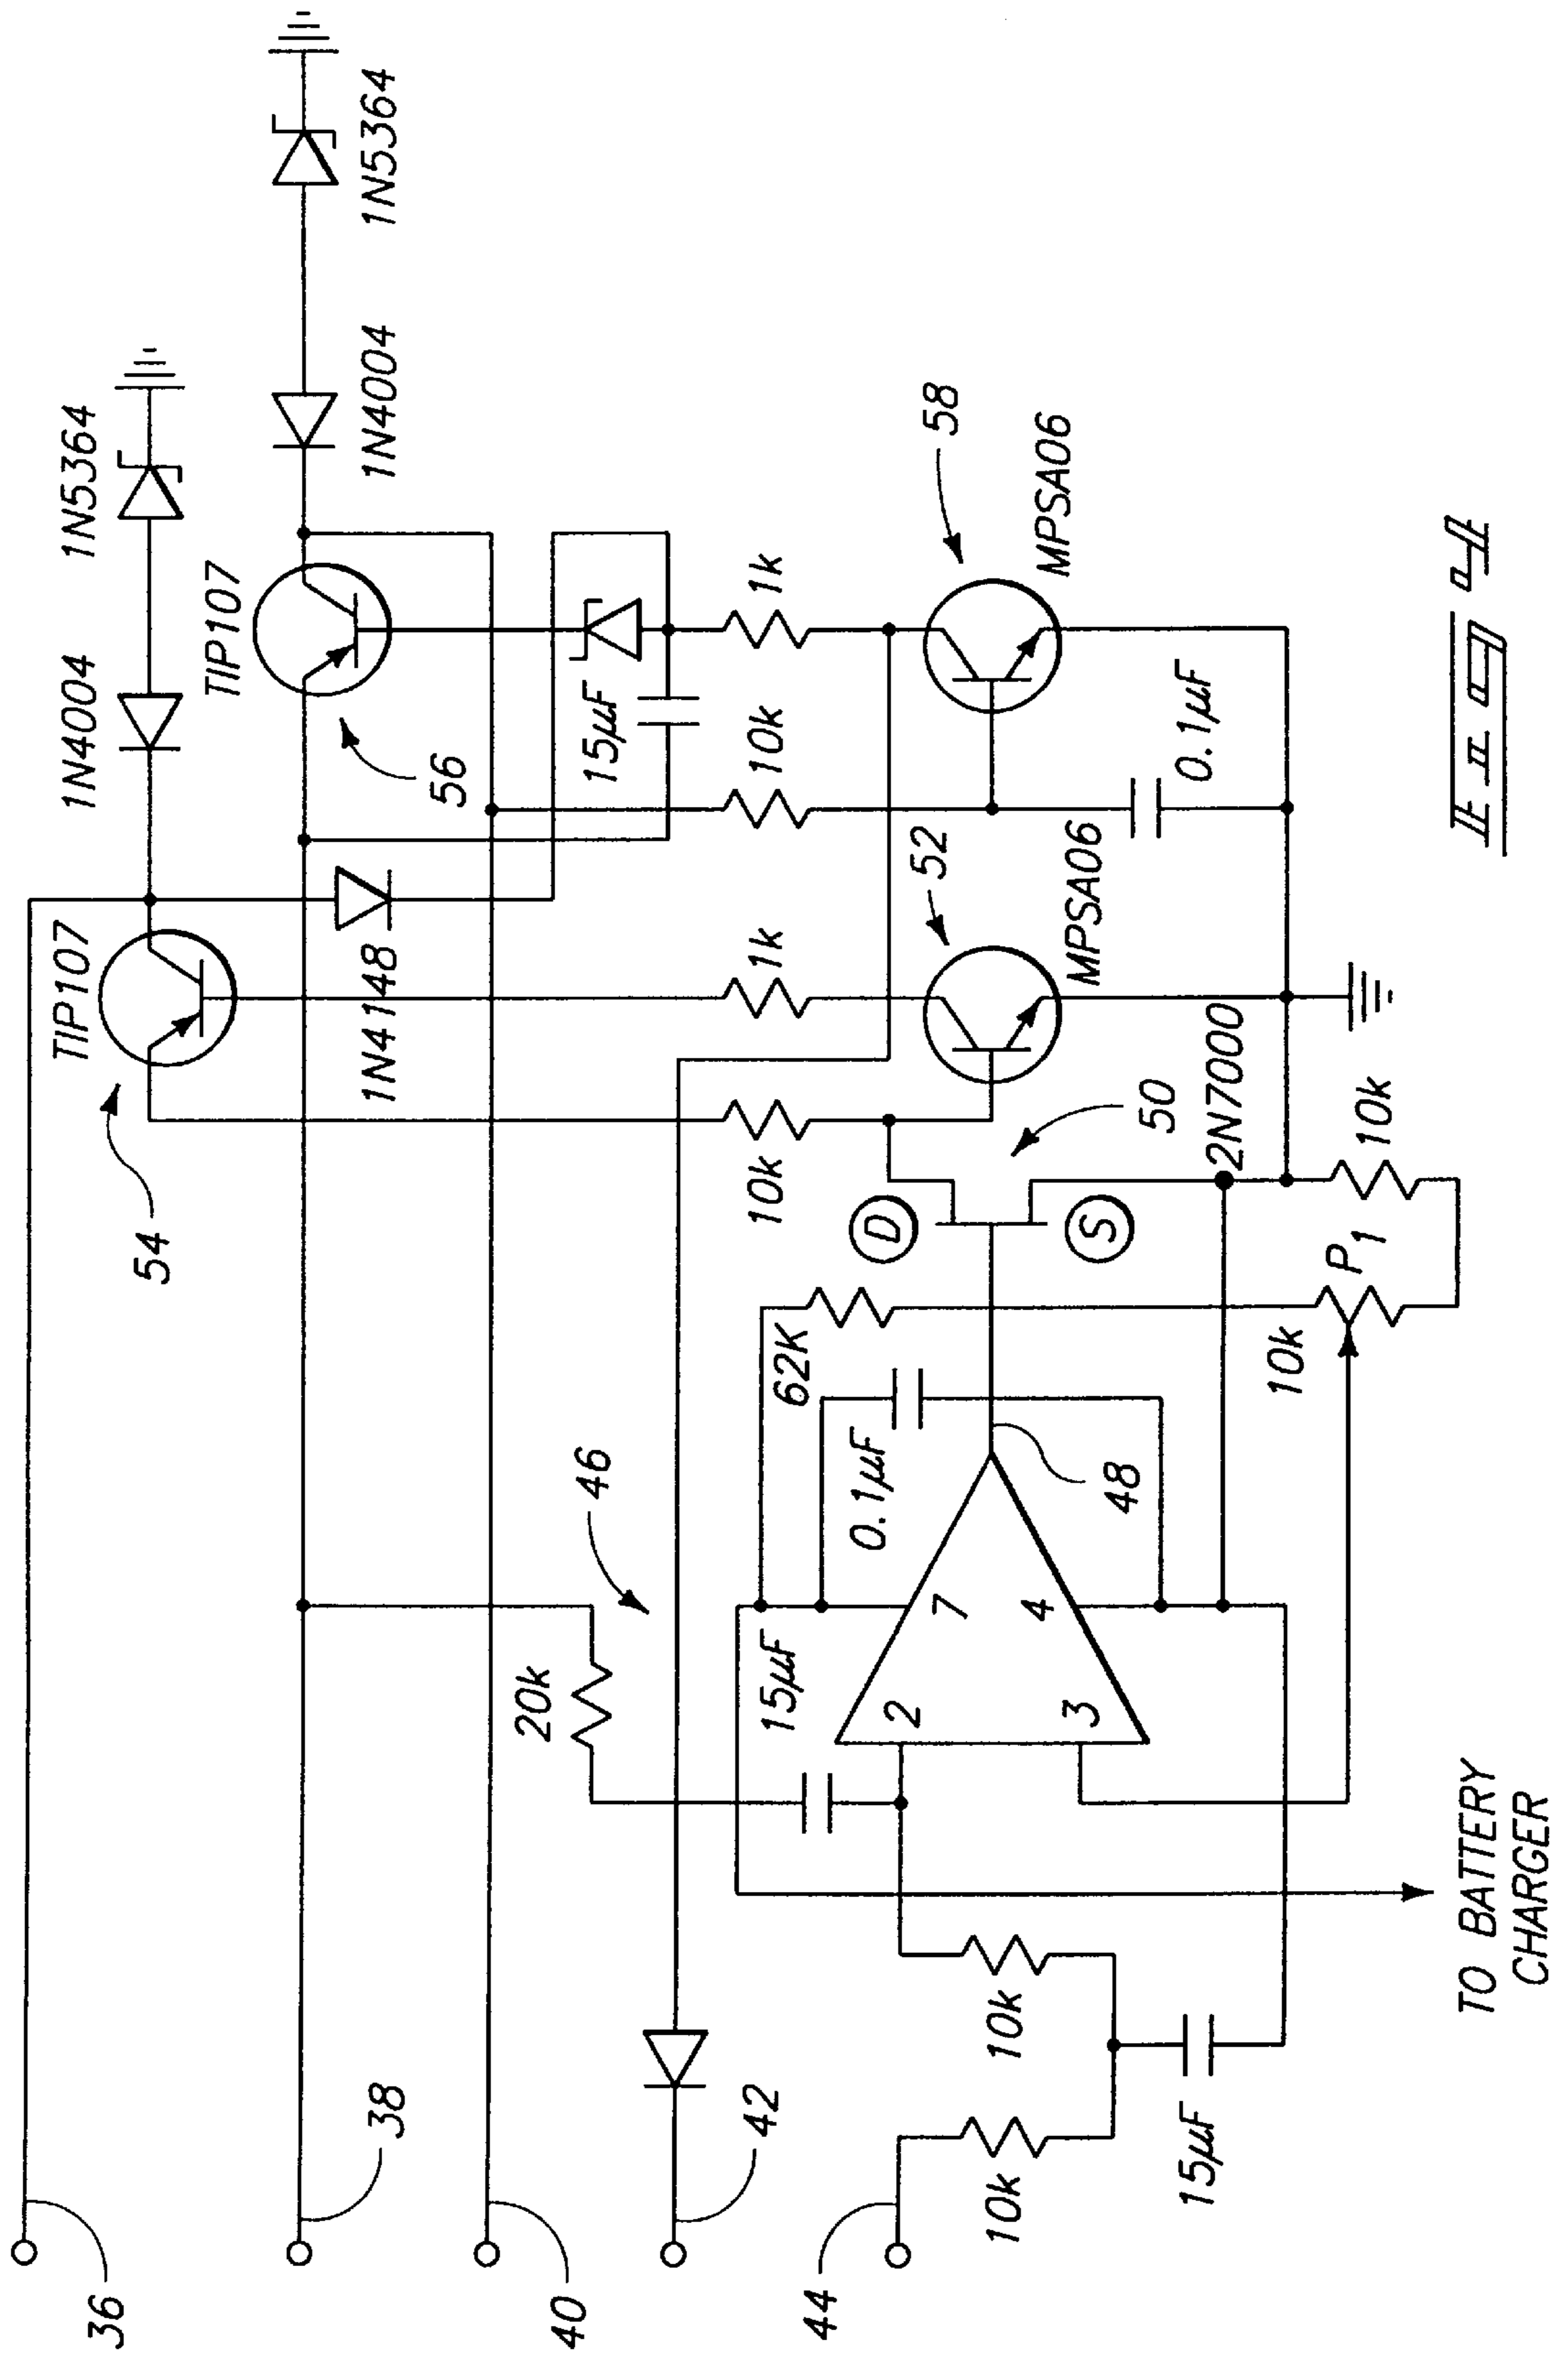 36
TIP107
1N4004
1N5364
54
TIP107
38
1N4148
1N4004
1N5364
56
20k
40
46
15µF
42
15µF
62K
10k
1k
10k
1k
44
0.1µF
D
2
52
58
7
10k
10k
4
3
MPSA06
MPSA06
S
48
50
15µF
0.1µF
2N7000
10k
P1
10k
TO BATTERY
CHARGER
FIG 4